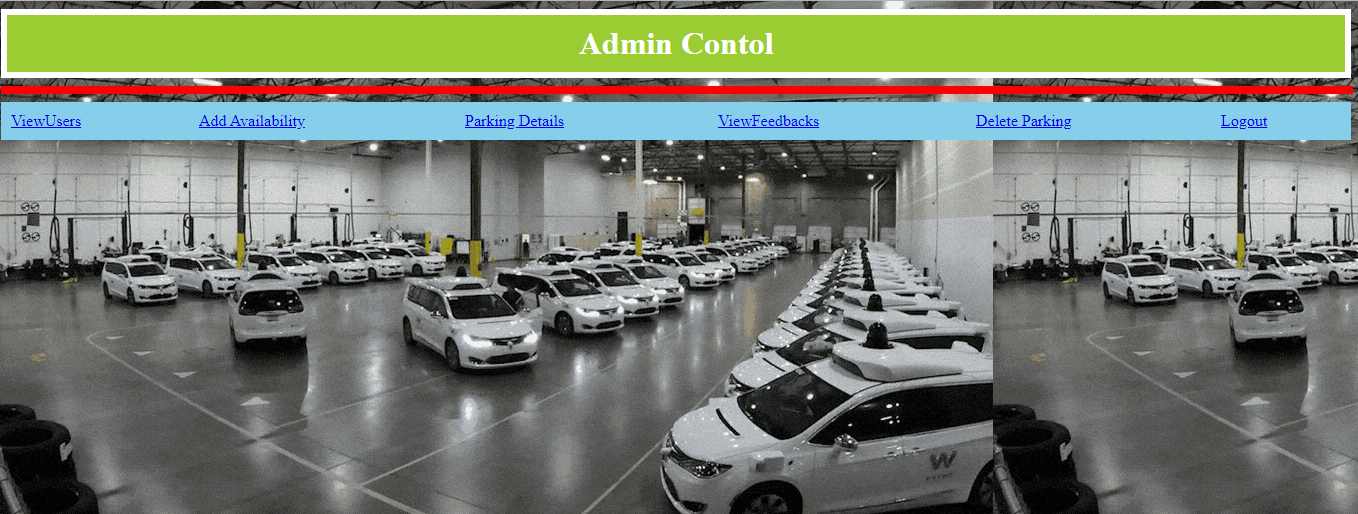 Admin Contol
ViewUsers Add Availability Parking Details ViewFeedbacks Delete Parking Logout
W